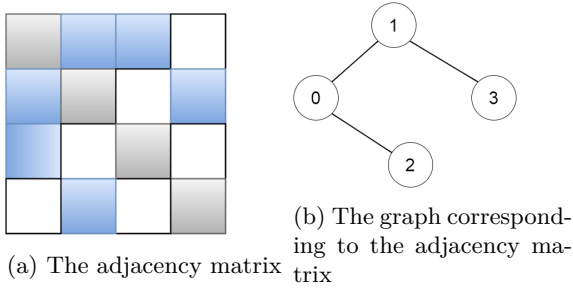 1
0
3
2
(a) The adjacency matrix
(b) The graph correspond-
ing to the adjacency ma-
trix